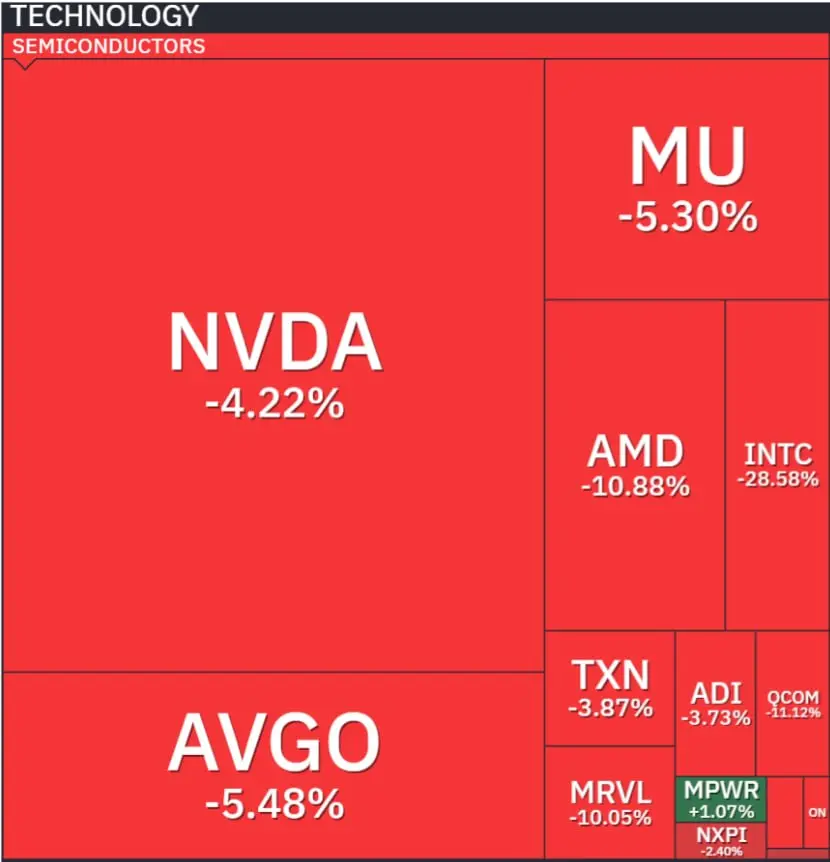 TECHNOLOGY
SEMICONDUCTORS
NVDA
-4.22%
AVGO
-5.48%
MU
-5.30%
AMD
-10.88%
INTC
-28.58%
TXN
-3.87%
ADI
-3.73%
QCOM
-11.12%
MRVL
-10.05%
MPWR
+1.07%
NXPI
-2.40%
ON